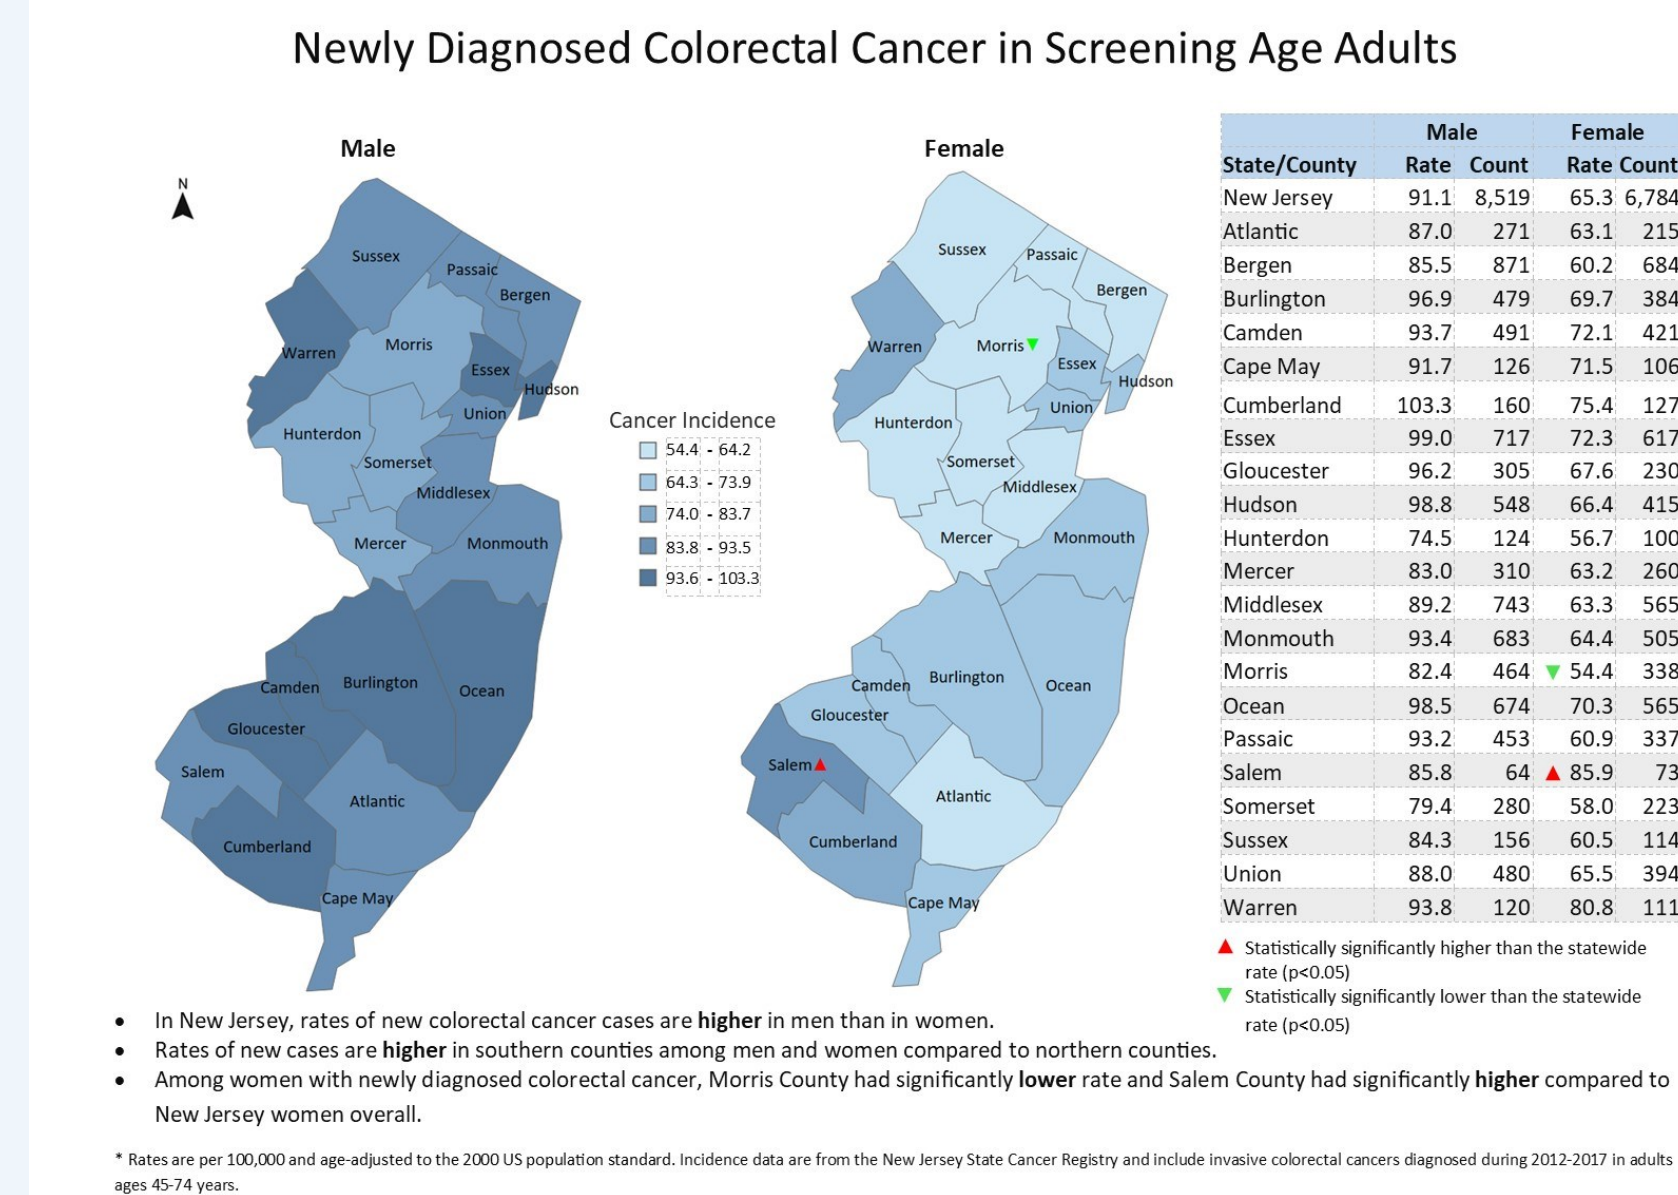 Newly Diagnosed Colorectal Cancer in Screening Age Adults
Male
N
Sussex
Passaic
Bergen
Warren
Morris
Essex
Hudson
Union
Hunterdon
Somerset
Middlesex
Mercer
Monmouth
Camden
Burlington
Ocean
Gloucester
Salem
Atlantic
Cumberland
Cape May
Cancer Incidence
54.4 - 64.2
64.3 - 73.9
74.0 - 83.7
83.8 - 93.5
93.6 - 103.3
Female
Sussex
Passaic
Bergen
Warren
Morris
Essex
Hudson
Union
Hunterdon
Somerset
Middlesex
Mercer
Monmouth
Camden
Burlington
Ocean
Gloucester
Salem
Atlantic
Cumberland
Cape May
Male Female
State/County Rate Count Rate Count
New Jersey 91.1 8,519 65.3 6,784
Atlantic 87.0 271 63.1 215
Bergen 85.5 871 60.2 684
Burlington 96.9 479 69.7 384
Camden 93.7 491 72.1 421
Cape May 91.7 126 71.5 106
Cumberland 103.3 160 75.4 127
Essex 99.0 717 72.3 617
Gloucester 96.2 305 67.6 230
Hudson 98.8 548 66.4 415
Hunterdon 74.5 124 56.7 100
Mercer 83.0 310 63.2 260
Middlesex 89.2 743 63.3 565
Monmouth 93.4 683 64.4 505
Morris 82.4 464 ▼ 54.4 338
Ocean 98.5 674 70.3 565
Passaic 93.2 453 60.9 337
Salem 85.8 64 ▲ 85.9 73
Somerset 79.4 280 58.0 223
Sussex 84.3 156 60.5 114
Union 88.0 480 65.5 394
Warren 93.8 120 80.8 111
▲ Statistically significantly higher than the statewide
rate (p<0.05)
▼ Statistically significantly lower than the statewide
rate (p<0.05)
• In New Jersey, rates of new colorectal cancer cases are higher in men than in women.
• Rates of new cases are higher in southern counties among men and women compared to northern counties.
• Among women with newly diagnosed colorectal cancer, Morris County had significantly lower rate and Salem County had significantly higher compared to
New Jersey women overall.
* Rates are per 100,000 and age-adjusted to the 2000 US population standard. Incidence data are from the New Jersey State Cancer Registry and include invasive colorectal cancers diagnosed during 2012-2017 in adults
ages 45-74 years.